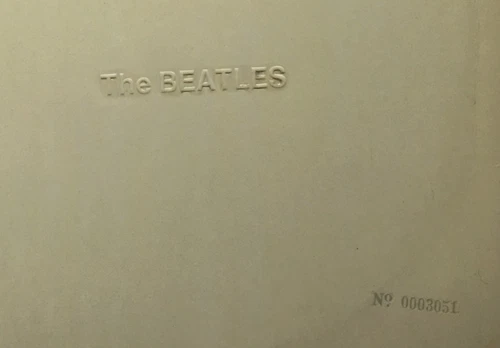 The BEATLES
Nº 0003051